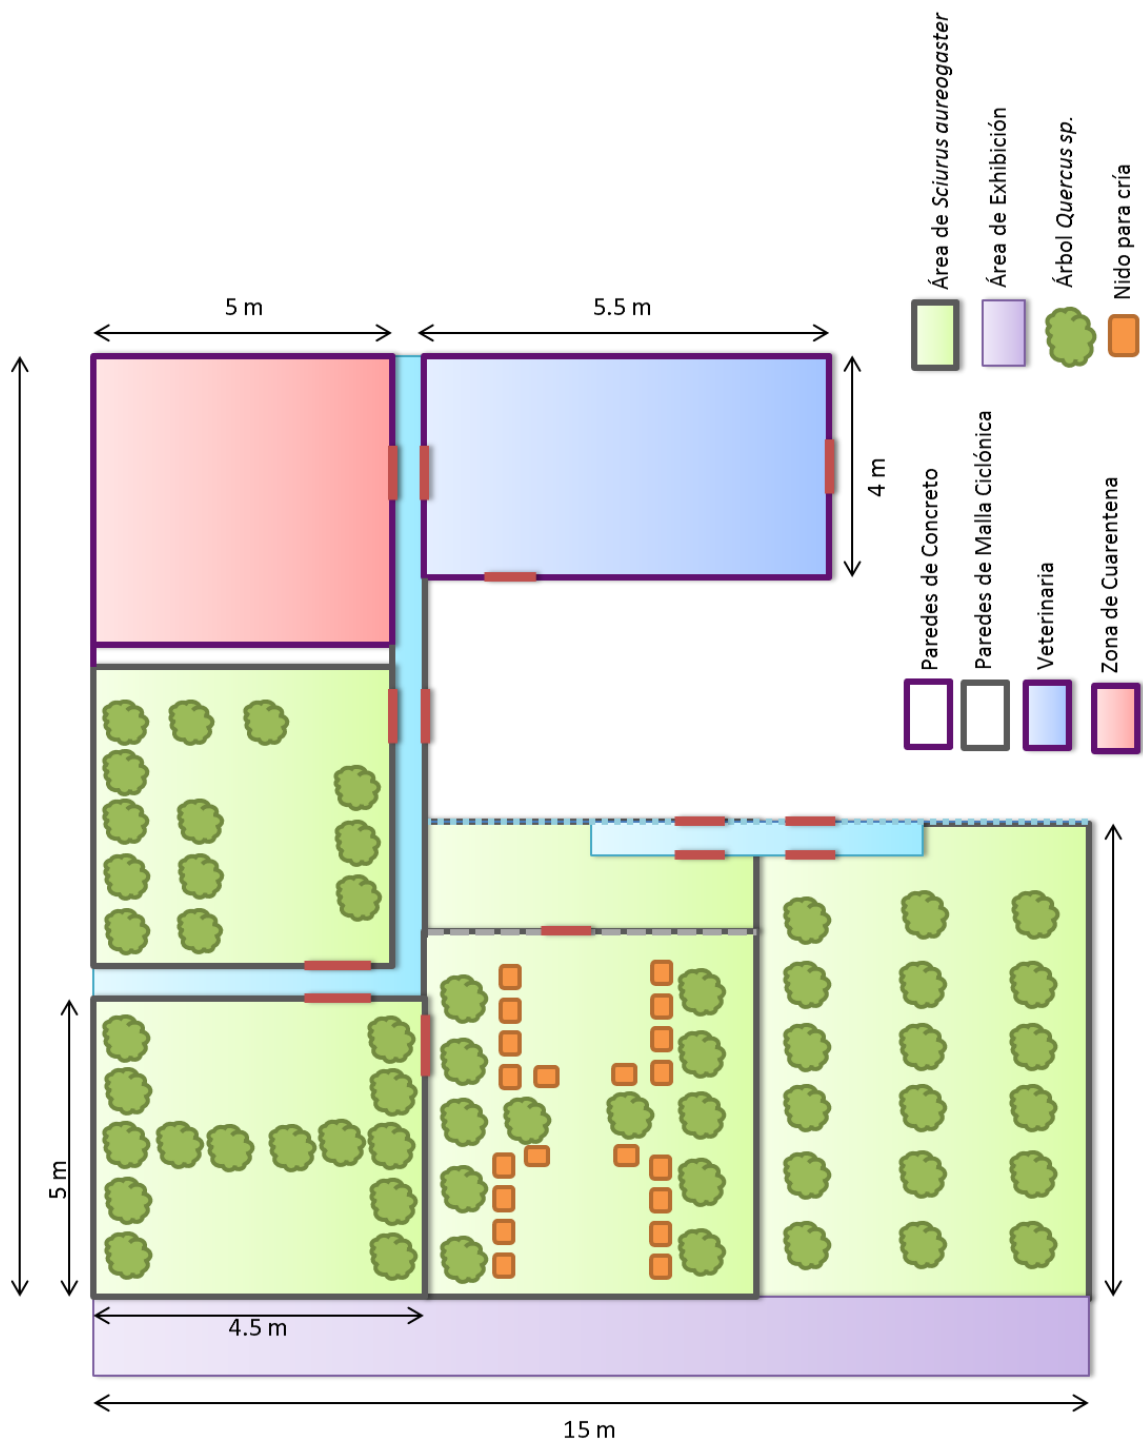 5 m
5.5 m
4 m
5 m
4.5 m
15 m
Área de Sciurus aureogaster
Área de Exhibición
Árbol Quercus sp.
Nido para cría
Paredes de Concreto
Paredes de Malla Ciclónica
Veterinaria
Zona de Cuarentena